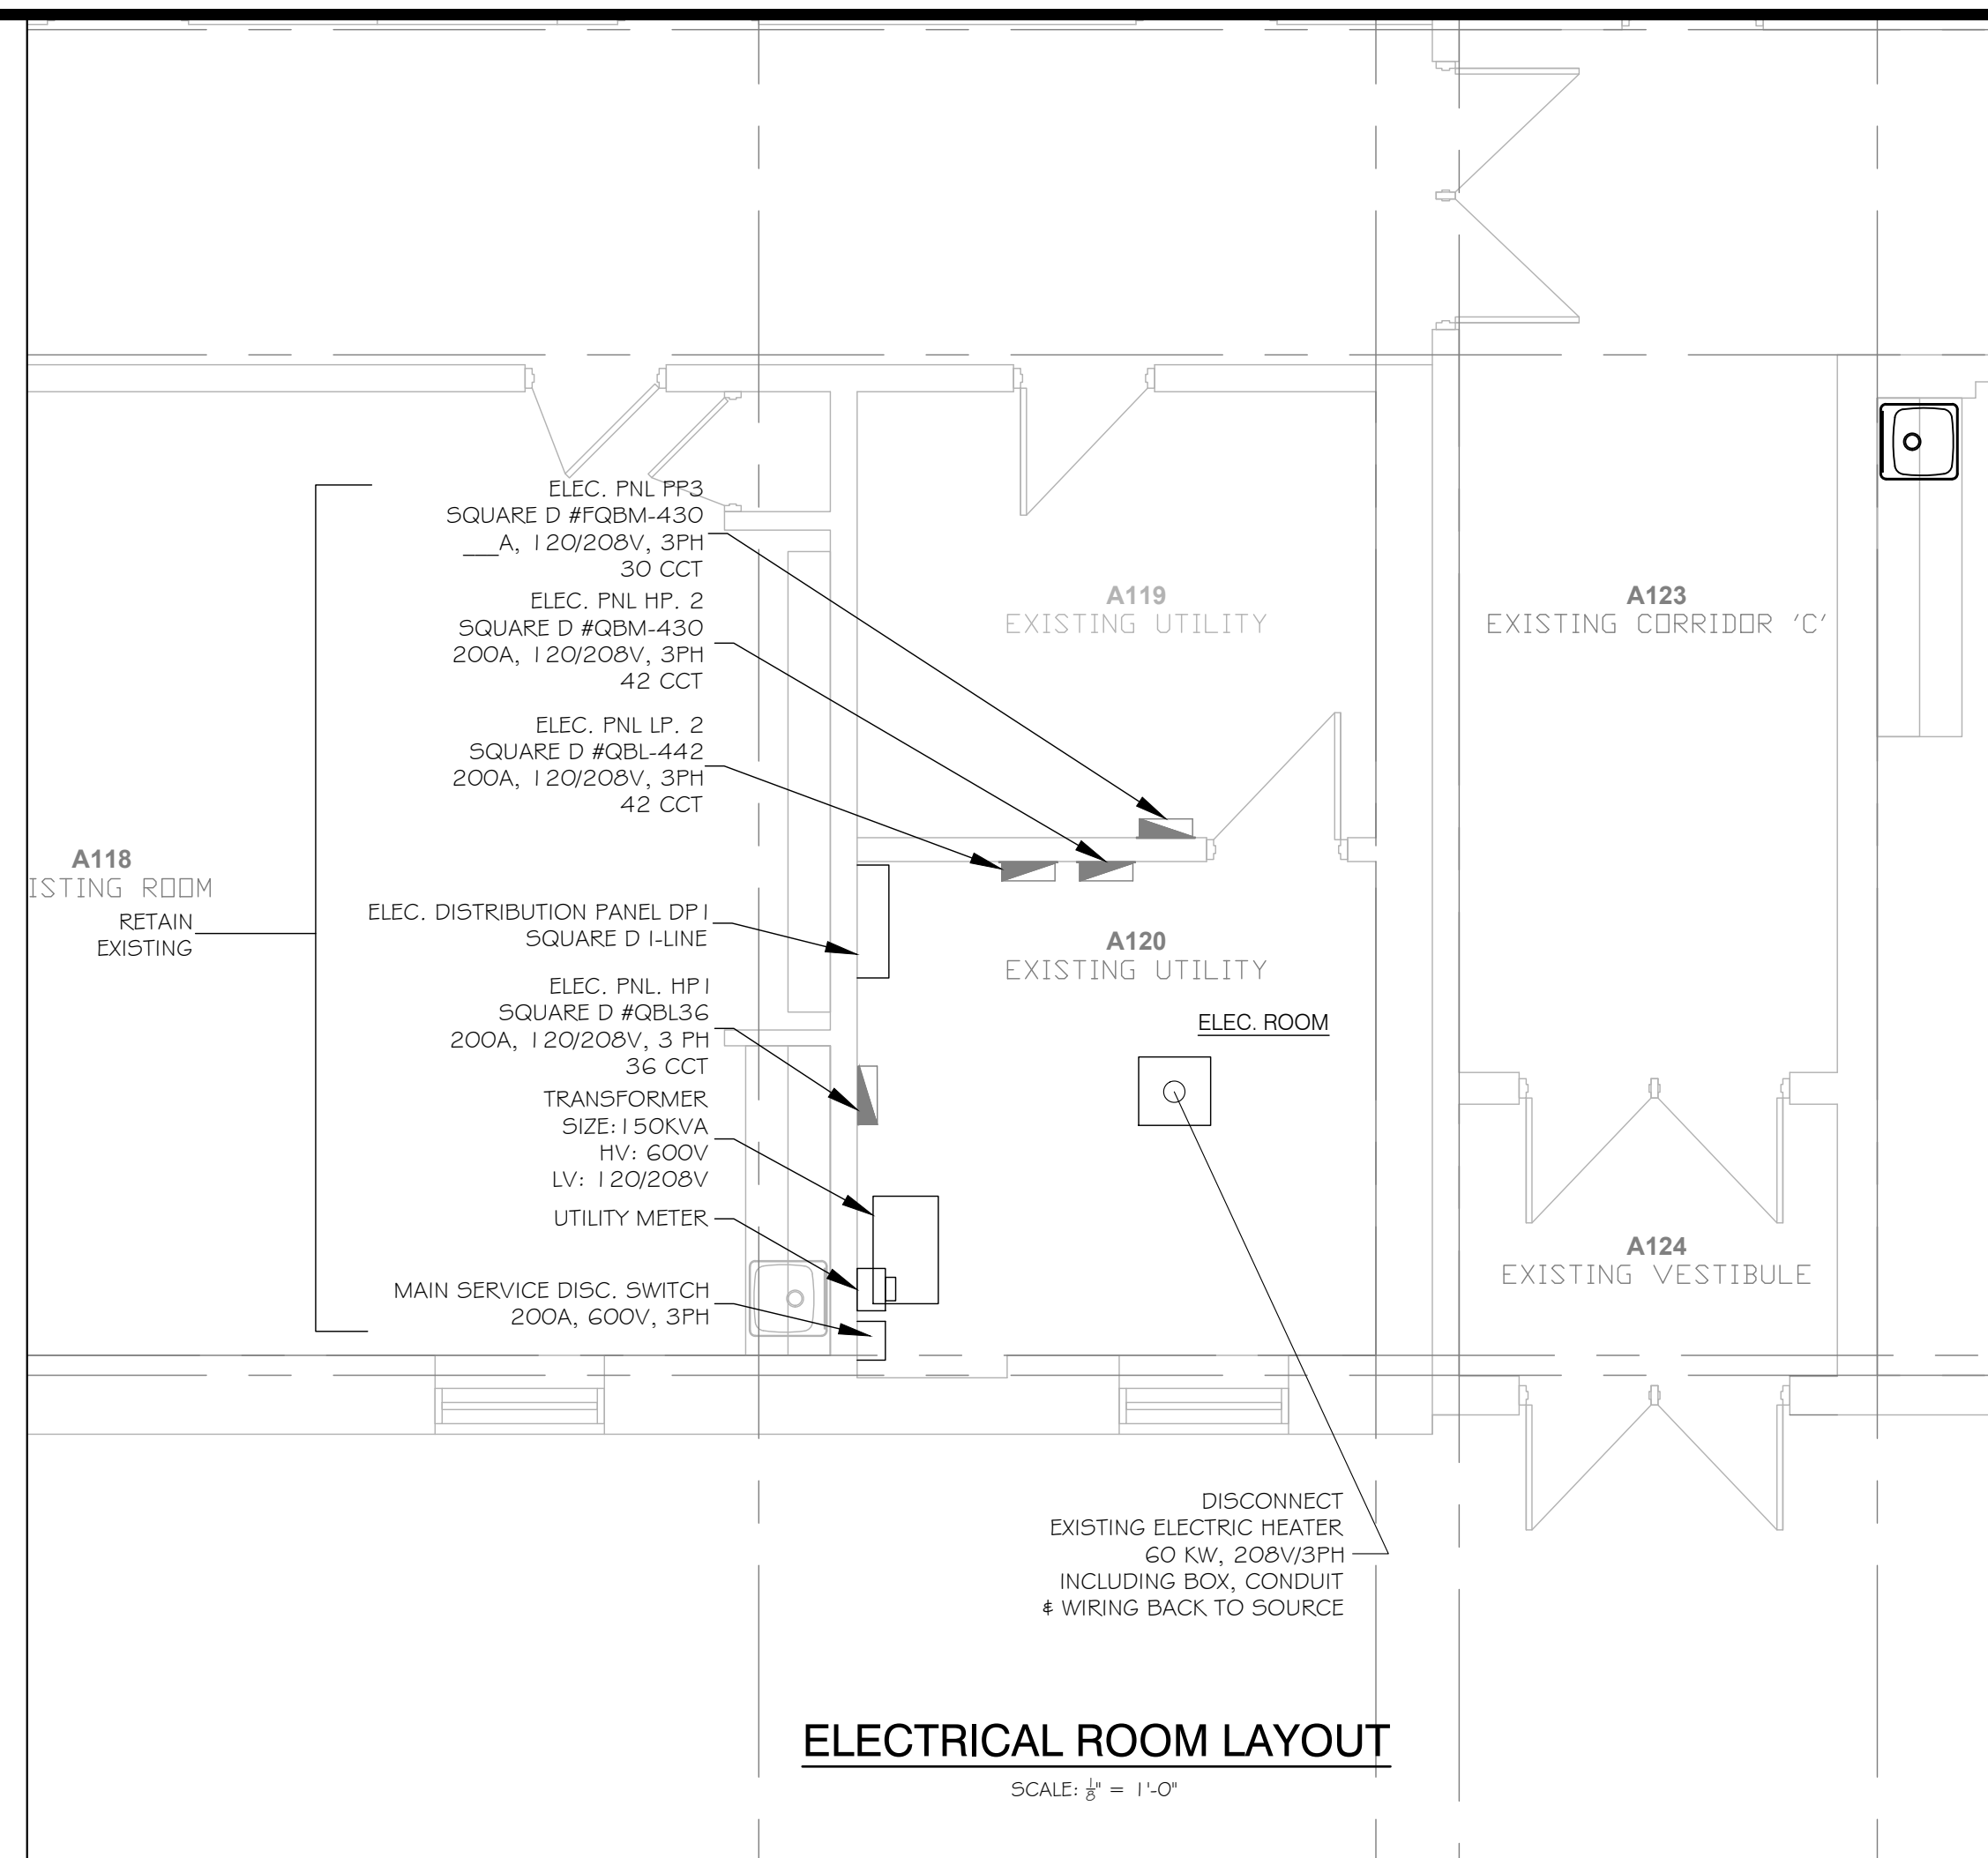 ELEC. PNL PP3
SQUARE D #FQBM-430
___A, 120/208V, 3PH
30 CCT
ELEC. PNL HP. 2
SQUARE D #QBM-430
200A, 120/208V, 3PH
42 CCT
ELEC. PNL LP. 2
SQUARE D #QBL-442
200A, 120/208V, 3PH
42 CCT
A119
EXISTING UTILITY
A123
EXISTING CORRIDOR 'C'
A118
ISTING ROOM
RETAIN
EXISTING
ELEC. DISTRIBUTION PANEL DP1
SQUARE D I-LINE
A120
EXISTING UTILITY
ELEC. ROOM
ELEC. PNL. HP1
SQUARE D #QBL36
200A, 120/208V, 3 PH
36 CCT
TRANSFORMER
SIZE:150KVA
HV: 600V
LV: 120/208V
UTILITY METER
MAIN SERVICE DISC. SWITCH
200A, 600V, 3PH
A124
EXISTING VESTIBULE
DISCONNECT
EXISTING ELECTRIC HEATER
60 KW, 208V/3PH
INCLUDING BOX, CONDUIT
& WIRING BACK TO SOURCE
ELECTRICAL ROOM LAYOUT
SCALE: 1/8" = 1'-0"